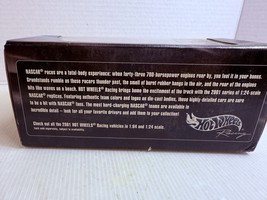 NASCAR® Races are a total-body experience: when forty-three 700-horsepower engines roar by, you feel it in your bones.
Grandstands rumble as these racers thunder past, the smell of burnt rubber hangs in the air, and the roar of the engines
hits like waves on a beach. HOT WHEELS® Racing brings home the excitement of the track with the 2001 series of 1:24 scale
NASCAR® replicas. Featuring authentic team colors and logos on die-cast bodies, these highly-detailed cars are sure
to be a hit with NASCAR® fans. The most hard-charging NASCAR® teams are available in
incredible detail - look for all your favorite drivers and add them to your collection!
Check out all the 2001 HOT WHEELS® Racing vehicles in 1:64 and 1:24 scale.
Hot Wheels
Racing